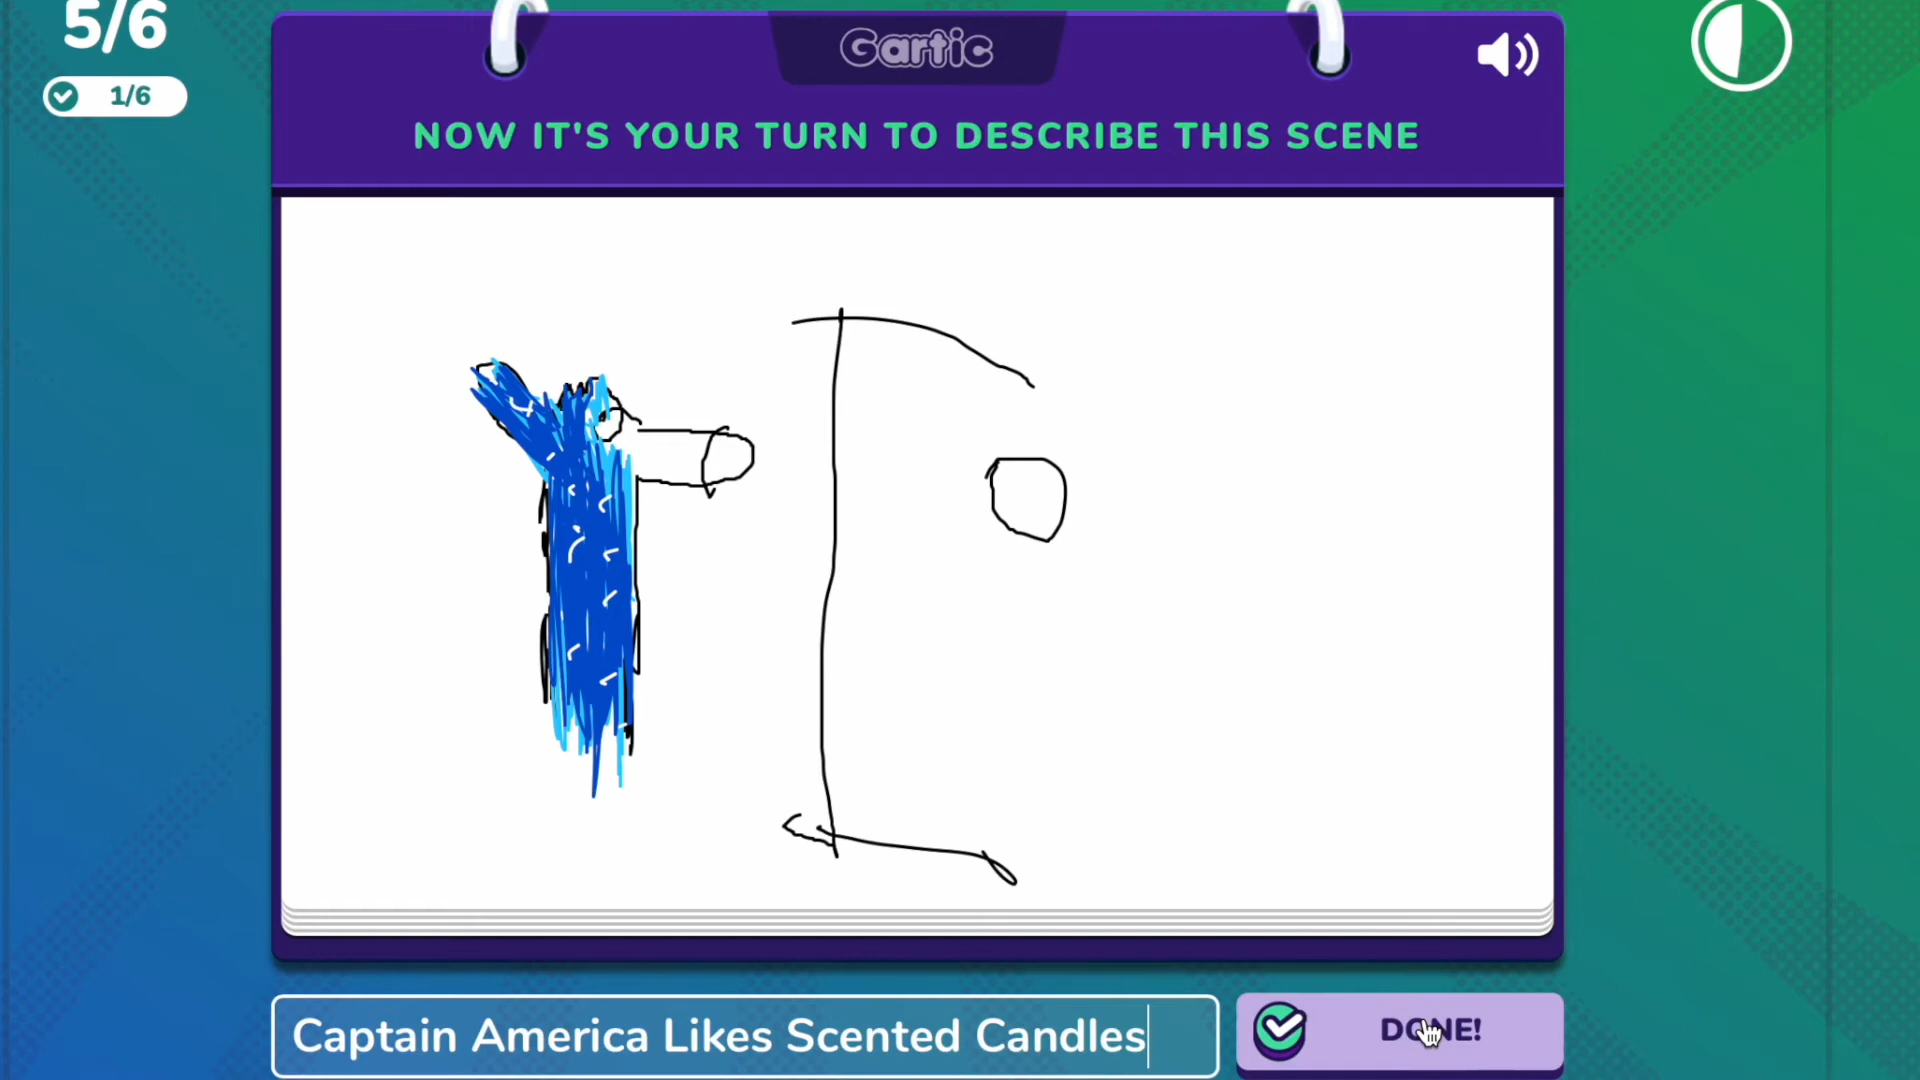 5/6
1/6
Gartic
NOW IT'S YOUR TURN TO DESCRIBE THIS SCENE
Captain America Likes Scented Candles
DONE!